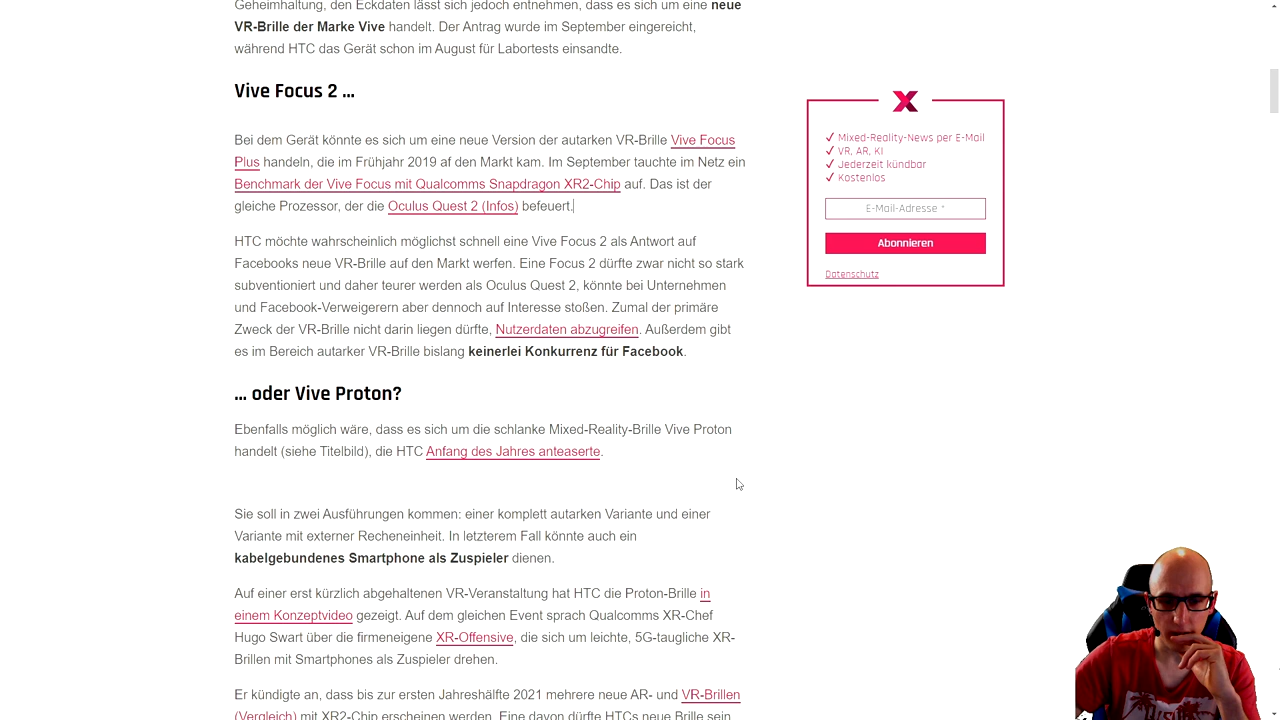 Geheimhaltung, den Eckdaten lässt sich jedoch entnehmen, dass es sich um eine neue
VR-Brille der Marke Vive handelt. Der Antrag wurde im September eingereicht,
während HTC das Gerät schon im August für Labortests einsandte.
Vive Focus 2 ...
Bei dem Gerät könnte es sich um eine neue Version der autarken VR-Brille Vive Focus
Plus handeln, die im Frühjahr 2019 af den Markt kam. Im September tauchte im Netz ein
Benchmark der Vive Focus mit Qualcomms Snapdragon XR2-Chip auf. Das ist der
gleiche Prozessor, der die Oculus Quest 2 (Infos) befeuert.
HTC möchte wahrscheinlich möglichst schnell eine Vive Focus 2 als Antwort auf
Facebooks neue VR-Brille auf den Markt werfen. Eine Focus 2 dürfte zwar nicht so stark
subventioniert und daher teurer werden als Oculus Quest 2, könnte bei Unternehmen
und Facebook-Verweigerern aber dennoch auf Interesse stoßen. Zumal der primäre
Zweck der VR-Brille nicht darin liegen dürfte, Nutzerdaten abzugreifen. Außerdem gibt
es im Bereich autarker VR-Brille bislang keinerlei Konkurrenz für Facebook.
... oder Vive Proton?
Ebenfalls möglich wäre, dass es sich um die schlanke Mixed-Reality-Brille Vive Proton
handelt (siehe Titelbild), die HTC Anfang des Jahres anteaserte.
Sie soll in zwei Ausführungen kommen: einer komplett autarken Variante und einer
Variante mit externer Recheneinheit. In letzterem Fall könnte auch ein
kabelgebundenes Smartphone als Zuspieler dienen.
Auf einer erst kürzlich abgehaltenen VR-Veranstaltung hat HTC die Proton-Brille in
einem Konzeptvideo gezeigt. Auf dem gleichen Event sprach Qualcomms XR-Chef
Hugo Swart über die firmeneigene XR-Offensive, die sich um leichte, 5G-taugliche XR-
Brillen mit Smartphones als Zuspieler drehen.
Er kündigte an, dass bis zur ersten Jahreshälfte 2021 mehrere neue AR- und VR-Brillen
(Vergleich) mit XR2-Chip erscheinen werden. Eine davon dürfte HTCs neue Brille sein
Mixed-Reality-News per E-Mail
VR, AR, KI
Jederzeit kündbar
Kostenlos
E-Mail-Adresse *
Abonnieren
Datenschutz